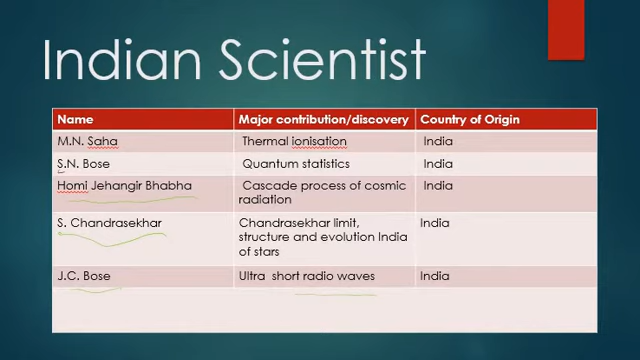 Indian Scientist
Name Major contribution/discovery Country of Origin
M.N. Saha Thermal ionisation India
S.N. Bose Quantum statistics India
Homi Jehangir Bhabha Cascade process of cosmic India
radiation
S. Chandrasekhar Chandrasekhar limit, India
structure and evolution India
of stars
J.C. Bose Ultra short radio waves India